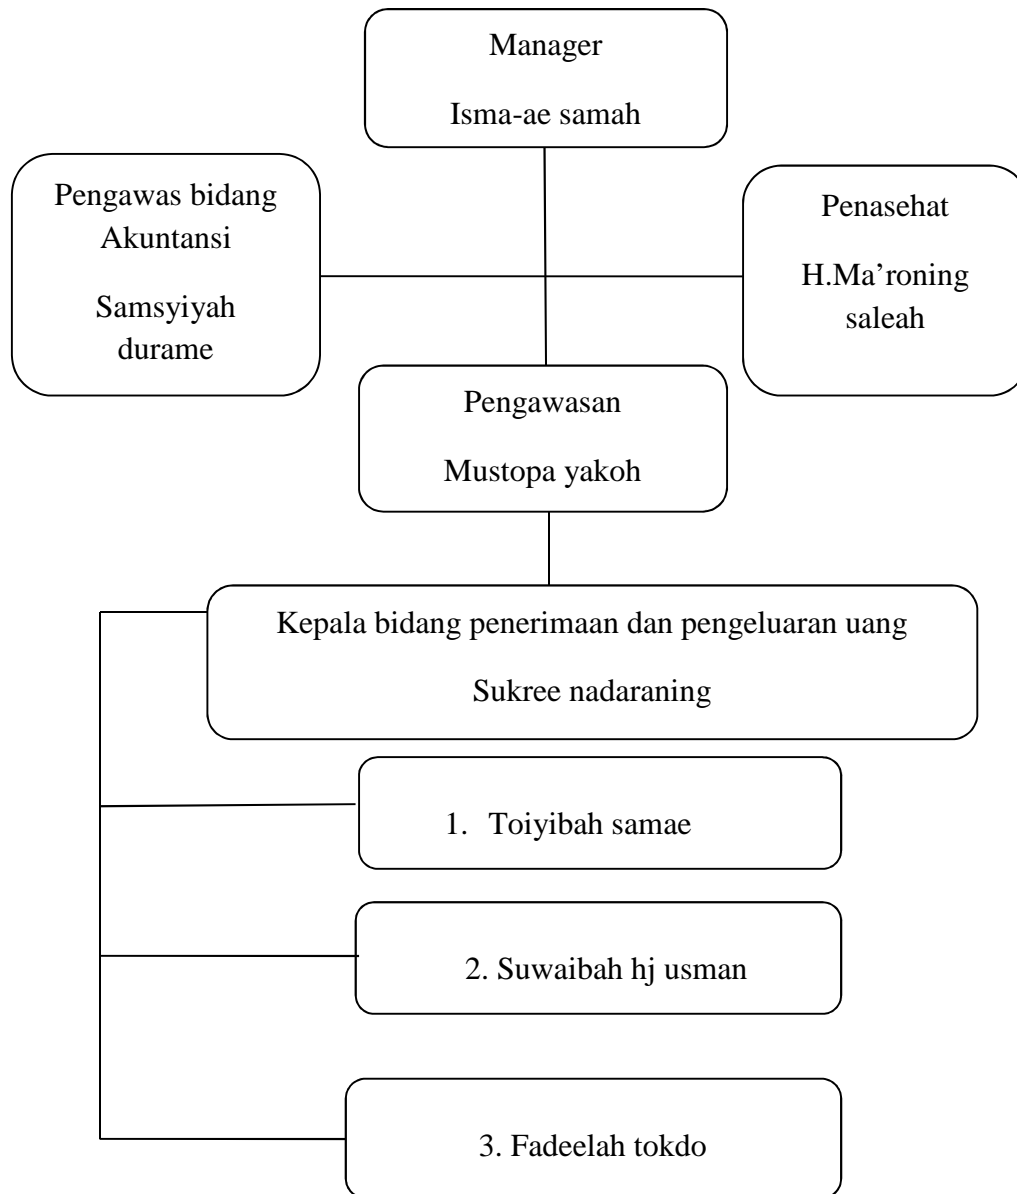 Manager
Isma-ae samah
Pengawas bidang
Akuntansi
Samsyiyah
durame
Penasehat
H.Ma’roning
saleah
Pengawasan
Mustopa yakoh
Kepala bidang penerimaan dan pengeluaran uang
Sukree nadaraning
1. Toiyibah samae
2. Suwaibah hj usman
3. Fadeelah tokdo